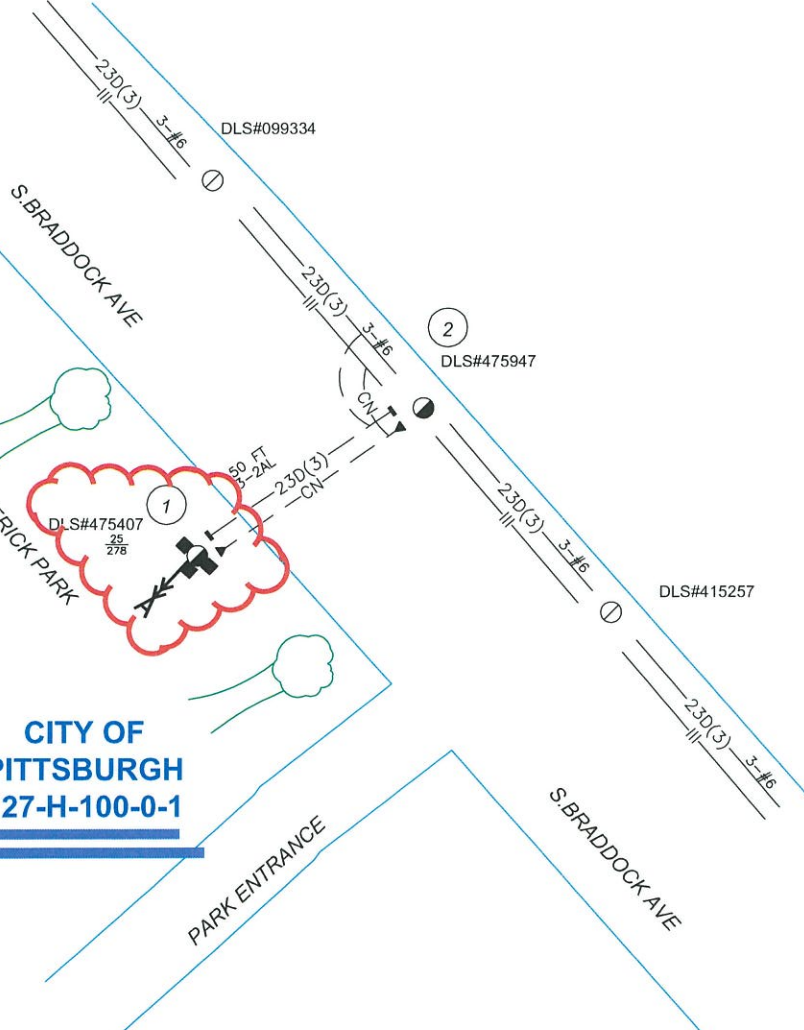 23D(3)
3-#6
DLS#099334
S.BRADDOCK AVE
23D(3)
3-#6
2
DLS#475947
CN
50 FT
3-2AL
23D(3)
CN
1
DLS#475407
25
278
RICK PARK
23D(3)
3-#6
DLS#415257
23D(3)
3-#6
CITY OF
PITTSBURGH
27-H-100-0-1
PARK ENTRANCE
S.BRADDOCK AVE